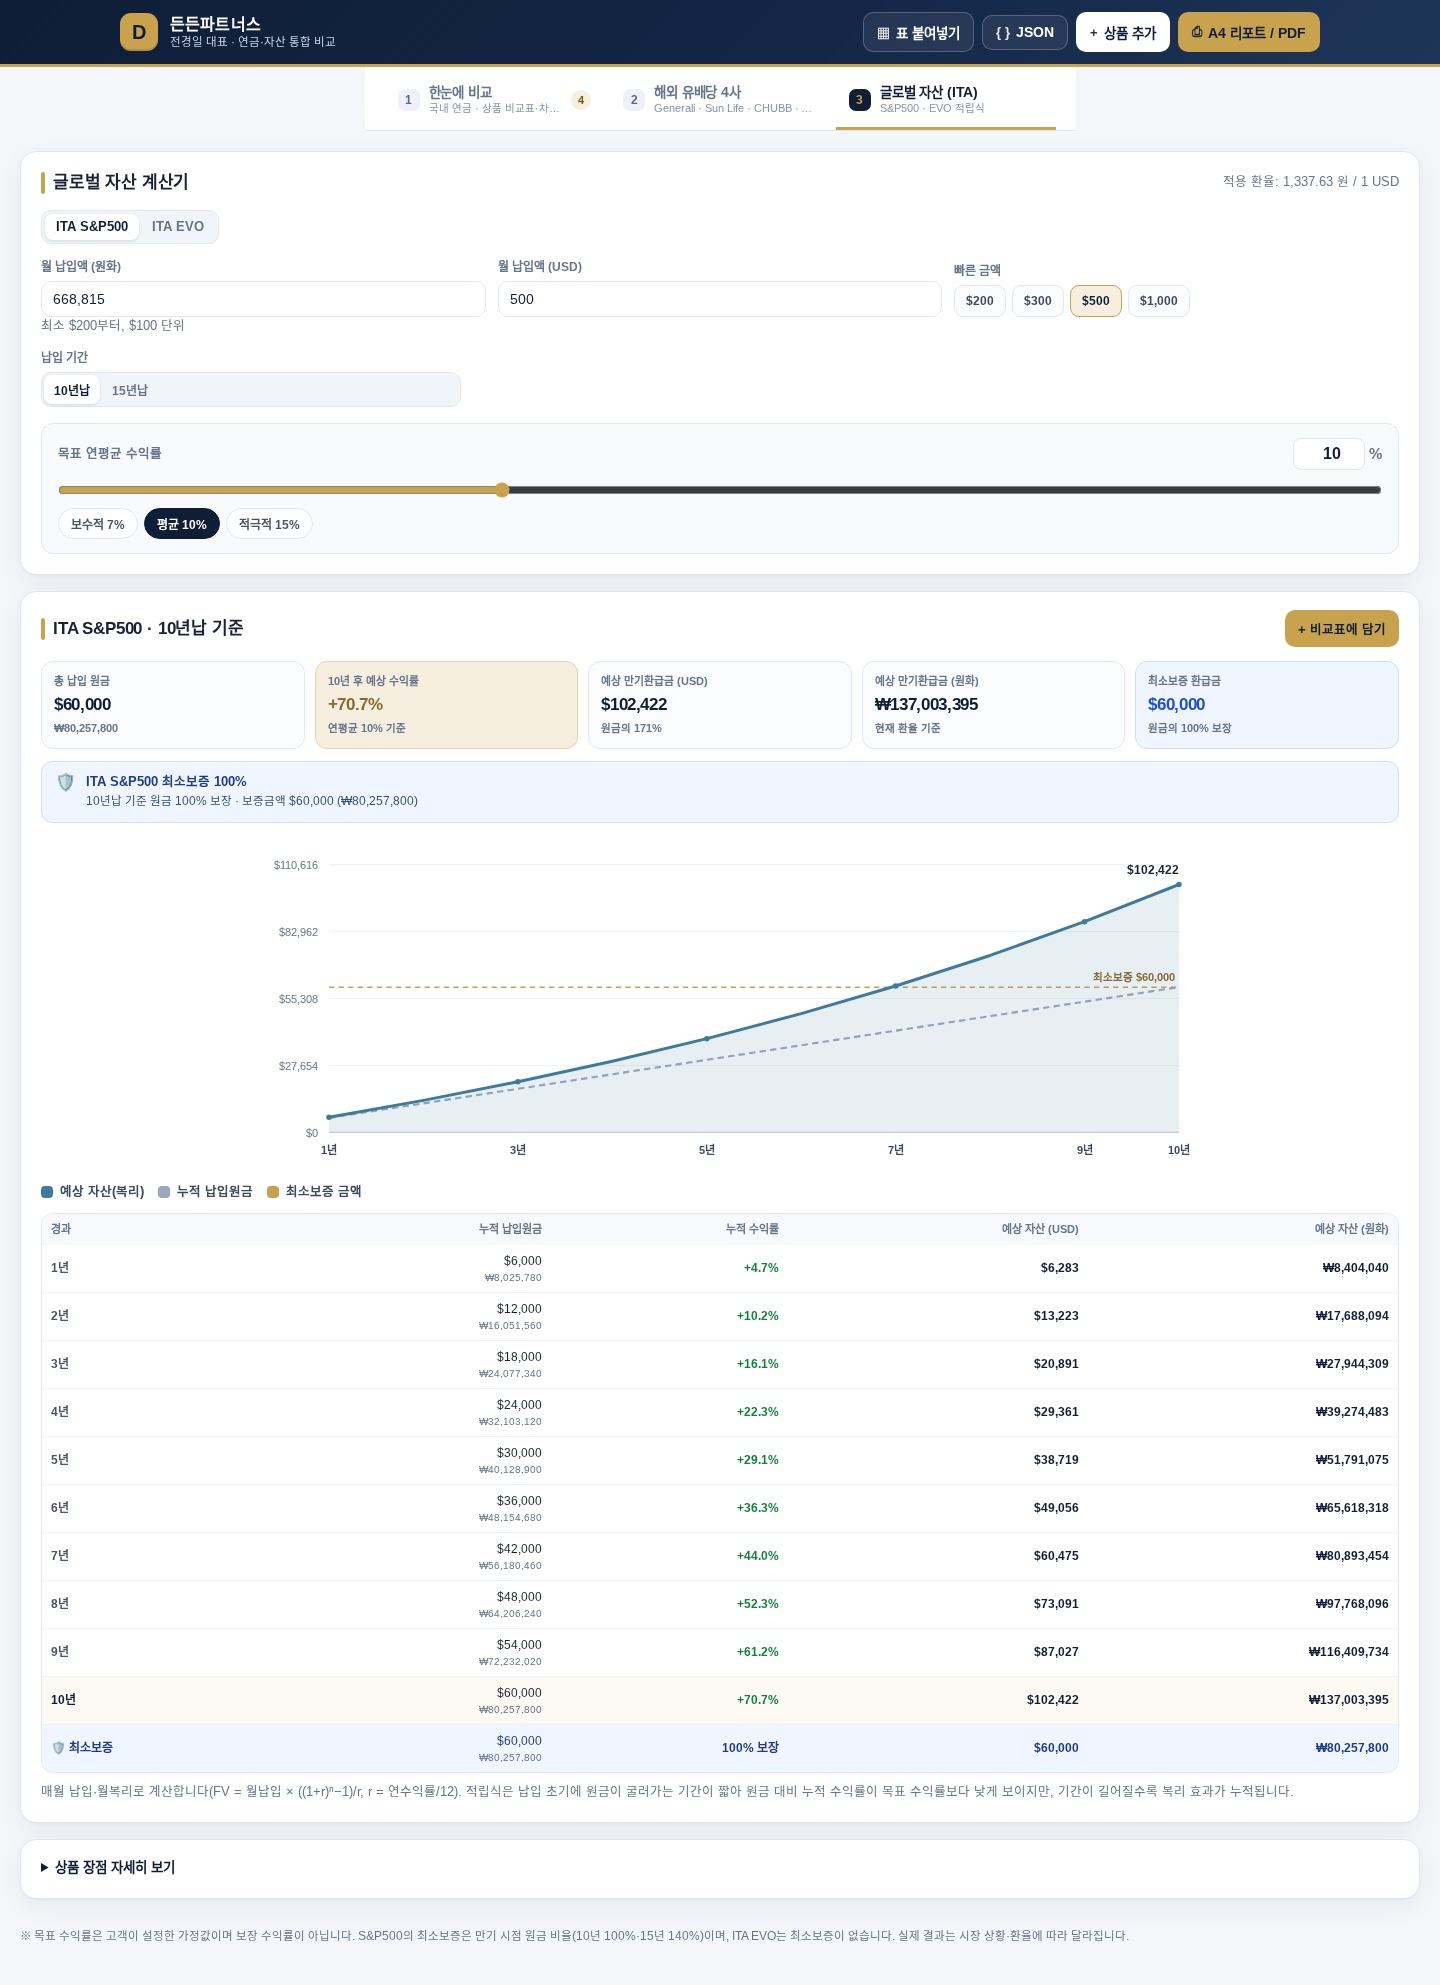 D 든든파트너스
전경일 대표 · 연금·자산 통합 비교
▦ 표 붙여넣기
{ } JSON
+ 상품 추가
⎙ A4 리포트 / PDF
1 한눈에 비교
국내 연금 · 상품 비교표·차…
4
2 해외 유배당 4사
Generali · Sun Life · CHUBB · …
3 글로벌 자산 (ITA)
S&P500 · EVO 적립식
글로벌 자산 계산기
적용 환율: 1,337.63 원 / 1 USD
ITA S&P500 ITA EVO
월 납입액 (원화)
668,815
최소 $200부터, $100 단위
월 납입액 (USD)
500
빠른 금액
$200 $300 $500 $1,000
납입 기간
10년납 15년납
목표 연평균 수익률
10 %
보수적 7% 평균 10% 적극적 15%
ITA S&P500 · 10년납 기준
+ 비교표에 담기
총 납입 원금
$60,000
₩80,257,800
10년 후 예상 수익률
+70.7%
연평균 10% 기준
예상 만기환급금 (USD)
$102,422
원금의 171%
예상 만기환급금 (원화)
₩137,003,395
현재 환율 기준
최소보증 환급금
$60,000
원금의 100% 보장
🛡️ ITA S&P500 최소보증 100%
10년납 기준 원금 100% 보장 · 보증금액 $60,000 (₩80,257,800)
$110,616
$102,422
$82,962
최소보증 $60,000
$55,308
$27,654
$0
1년 3년 5년 7년 9년 10년
예상 자산(복리) 누적 납입원금 최소보증 금액
경과 누적 납입원금 누적 수익률 예상 자산 (USD) 예상 자산 (원화)
1년 $6,000 +4.7% $6,283 ₩8,404,040
₩8,025,780
2년 $12,000 +10.2% $13,223 ₩17,688,094
₩16,051,560
3년 $18,000 +16.1% $20,891 ₩27,944,309
₩24,077,340
4년 $24,000 +22.3% $29,361 ₩39,274,483
₩32,103,120
5년 $30,000 +29.1% $38,719 ₩51,791,075
₩40,128,900
6년 $36,000 +36.3% $49,056 ₩65,618,318
₩48,154,680
7년 $42,000 +44.0% $60,475 ₩80,893,454
₩56,180,460
8년 $48,000 +52.3% $73,091 ₩97,768,096
₩64,206,240
9년 $54,000 +61.2% $87,027 ₩116,409,734
₩72,232,020
10년 $60,000 +70.7% $102,422 ₩137,003,395
₩80,257,800
🛡️ 최소보증 $60,000 100% 보장 $60,000 ₩80,257,800
₩80,257,800
매월 납입·월복리로 계산합니다(FV = 월납입 × ((1+r)ⁿ−1)/r, r = 연수익률/12). 적립식은 납입 초기에 원금이 굴러가는 기간이 짧아 원금 대비 누적 수익률이 목표 수익률보다 낮게 보이지만, 기간이 길어질수록 복리 효과가 누적됩니다.
▶ 상품 장점 자세히 보기
※ 목표 수익률은 고객이 설정한 가정값이며 보장 수익률이 아닙니다. S&P500의 최소보증은 만기 시점 원금 비율(10년 100%·15년 140%)이며, ITA EVO는 최소보증이 없습니다. 실제 결과는 시장 상황·환율에 따라 달라집니다.